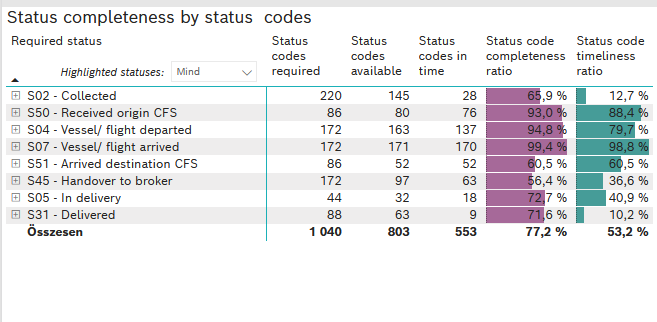 Status completeness by status codes
Required status Status codes required Status codes available Status codes in time Status code completeness ratio Status code timeliness ratio
Highlighted statuses: Mind
S02 - Collected 220 145 28 65,9 % 12,7 %
S50 - Received origin CFS 86 80 76 93,0 % 88,4 %
S04 - Vessel/ flight departed 172 163 137 94,8 % 79,7 %
S07 - Vessel/ flight arrived 172 171 170 99,4 % 98,8 %
S51 - Arrived destination CFS 86 52 52 60,5 % 60,5 %
S45 - Handover to broker 172 97 63 56,4 % 36,6 %
S05 - In delivery 44 32 18 72,7 % 40,9 %
S31 - Delivered 88 63 9 71,6 % 10,2 %
Összesen 1 040 803 553 77,2 % 53,2 %